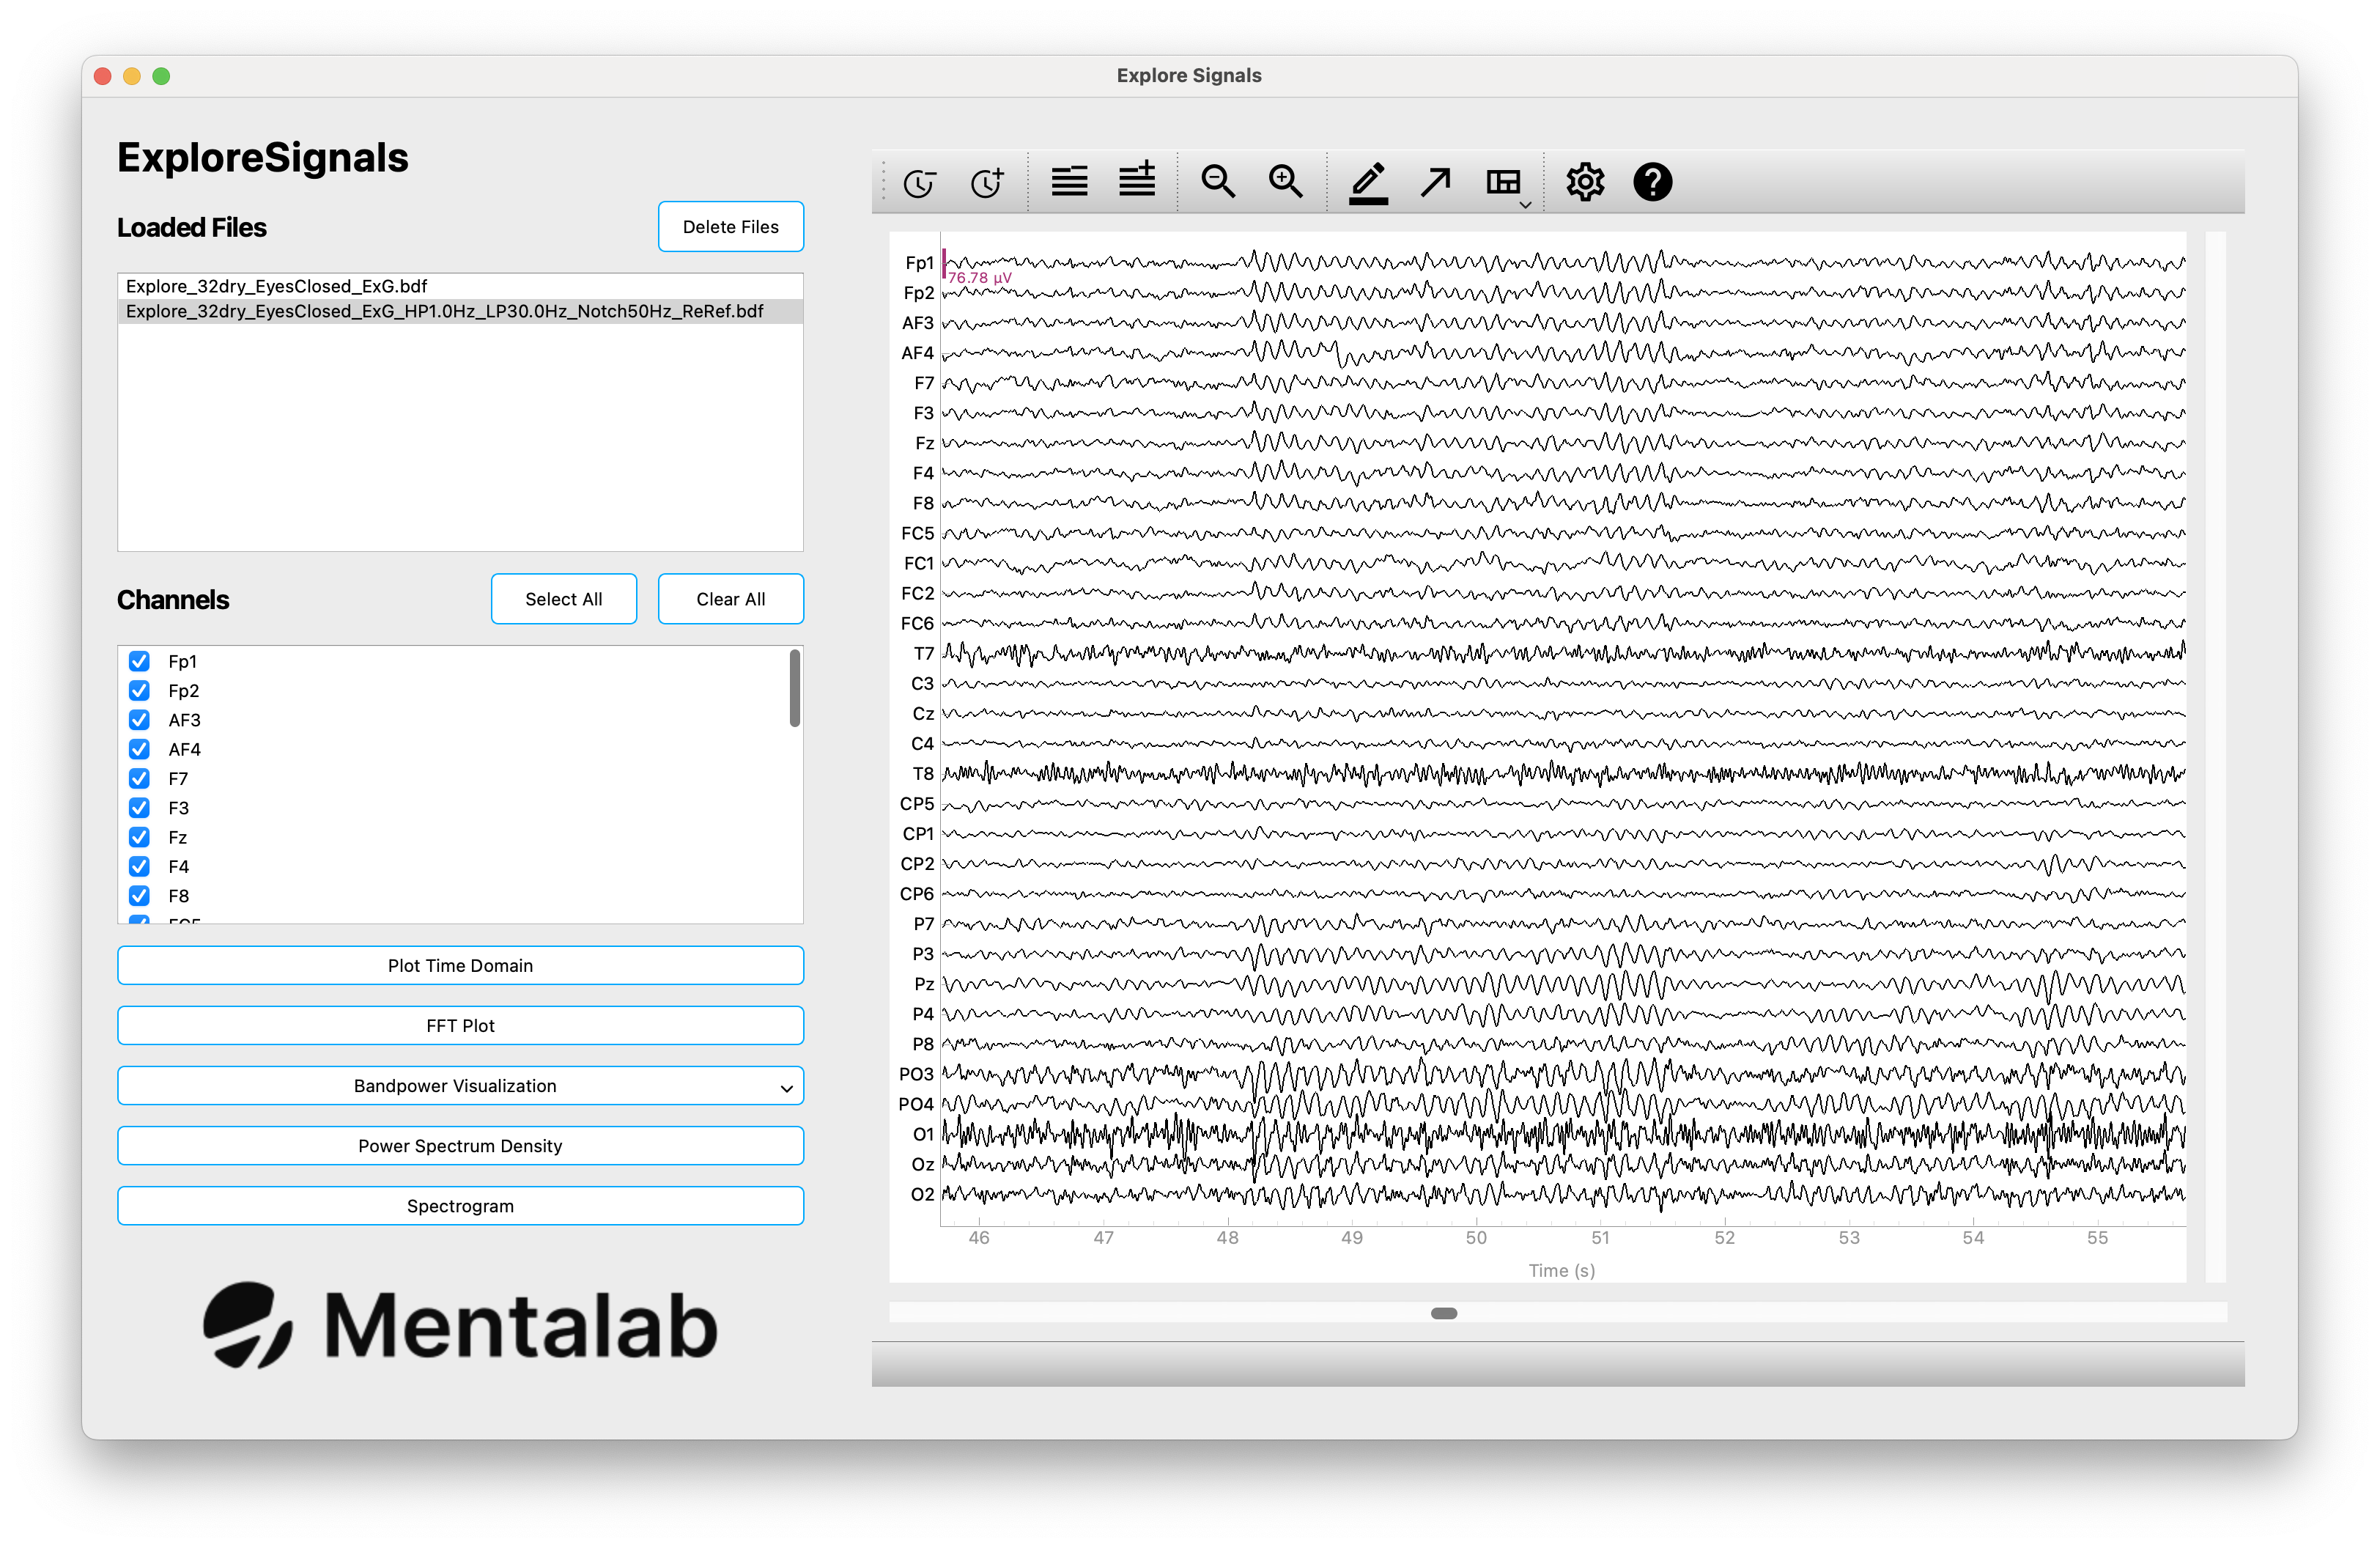 Explore Signals
ExploreSignals
Loaded Files
Delete Files
Explore_32dry_EyesClosed_ExG.bdf
Explore_32dry_EyesClosed_ExG_HP1.0Hz_LP30.0Hz_Notch50Hz_ReRef.bdf
Channels
Select All
Clear All
Fp1
Fp2
AF3
AF4
F7
F3
Fz
F4
F8
FC5
Plot Time Domain
FFT Plot
Bandpower Visualization
Power Spectrum Density
Spectrogram
Mentalab
Fp1
76.78 µV
Fp2
AF3
AF4
F7
F3
Fz
F4
F8
FC5
FC1
FC2
FC6
T7
C3
Cz
C4
T8
CP5
CP1
CP2
CP6
P7
P3
Pz
P4
P8
PO3
PO4
O1
Oz
O2
46 47 48 49 50 51 52 53 54 55
Time (s)